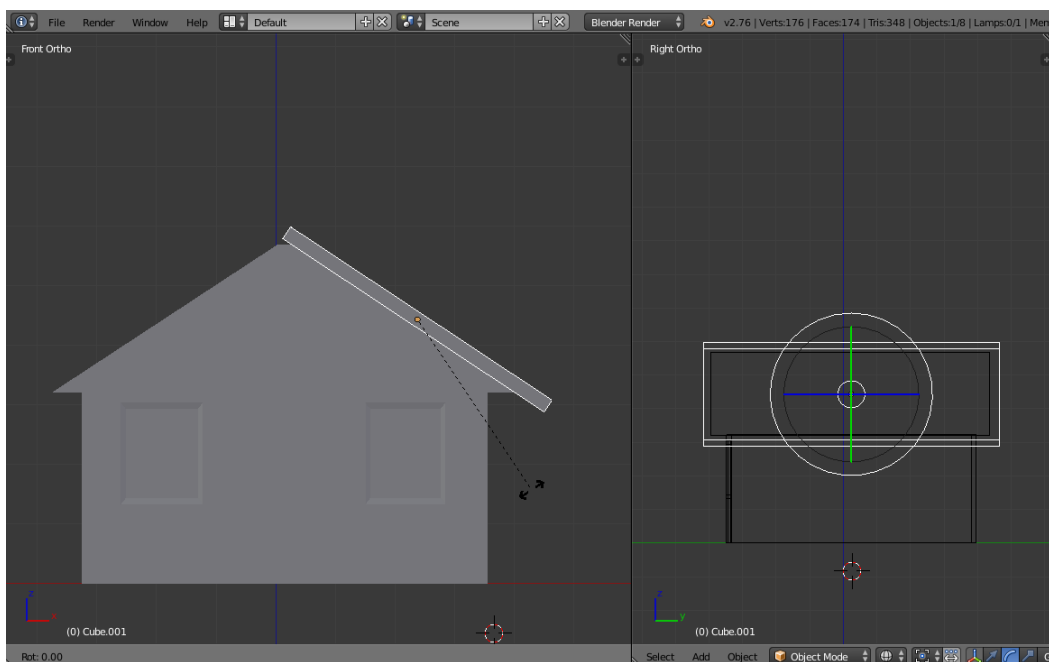 File Render Window Help Default Scene Blender Render v2.76 | Verts:176 | Faces:174 | Tris:348 | Objects:1/8 | Lamps:0/1 | Mem
Front Ortho Right Ortho
z x z y
(0) Cube.001 (0) Cube.001
Rot: 0.00 Select Add Object Object Mode